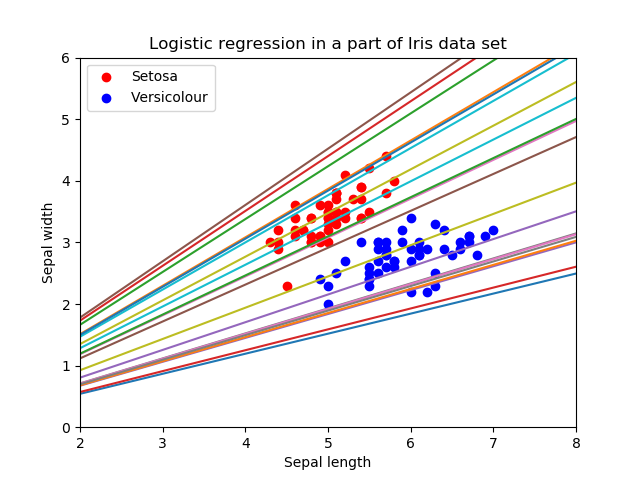 Logistic regression in a part of Iris data set
Setosa
Versicolour
6
5
4
3
2
1
0
Sepal width
2 3 4 5 6 7 8
Sepal length